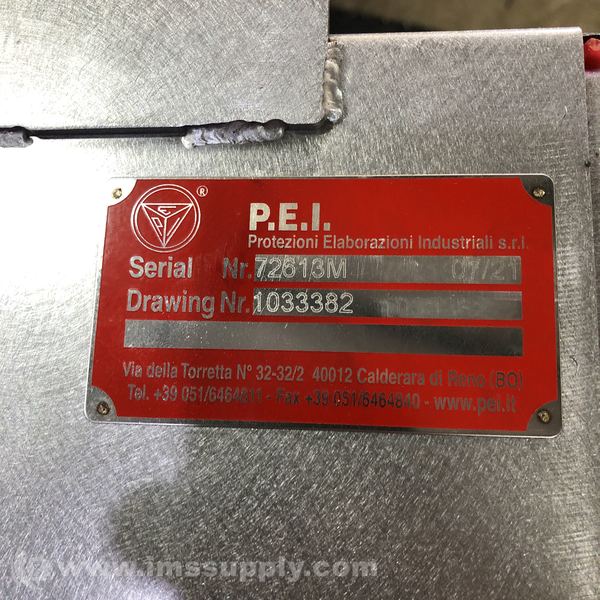 ®
P.E.I.
Protezioni Elaborazioni Industriali s.r.l.
Serial Nr. 72613M 07/21
Drawing Nr. 1033382
Via della Torretta N° 32-32/2 40012 Calderara di Reno (BO)
Tel. +39 051/6464811 - Fax +39 051/6464840 - www.pei.it
www.imssupply.com